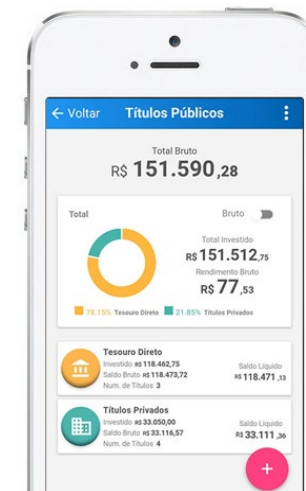 Voltar Títulos Públicos
Total Bruto
R$ 151.590,28
Total Bruto
Total Investido
R$ 151.512,75
Rendimento Bruto
R$ 77,53
78.15% Tesouro Direto 21.85% Títulos Privados
Tesouro Direto
Investido R$ 118.462,75
Saldo Bruto R$ 118.473,72
Num. de Títulos 3
Saldo Líquido
R$ 118.471,13
Títulos Privados
Investido R$ 33.050,00
Saldo Bruto R$ 33.116,57
Num. de Títulos 4
Saldo Líquido
R$ 33.111,36
+